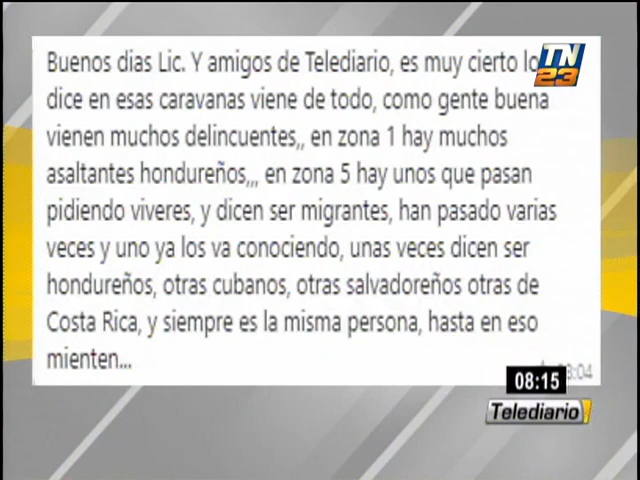 Buenos dias Lic. Y amigos de Telediario, es muy cierto lo
dice en esas caravanas viene de todo, como gente buena
vienen muchos delincuentes,, en zona 1 hay muchos
asaltantes hondureños,,, en zona 5 hay unos que pasan
pidiendo viveres, y dicen ser migrantes, han pasado varias
veces y uno ya los va conociendo, unas veces dicen ser
hondureños, otras cubanos, otras salvadoreños otras de
Costa Rica, y siempre es la misma persona, hasta en eso
mienten...
TN
23
08:15
Telediario